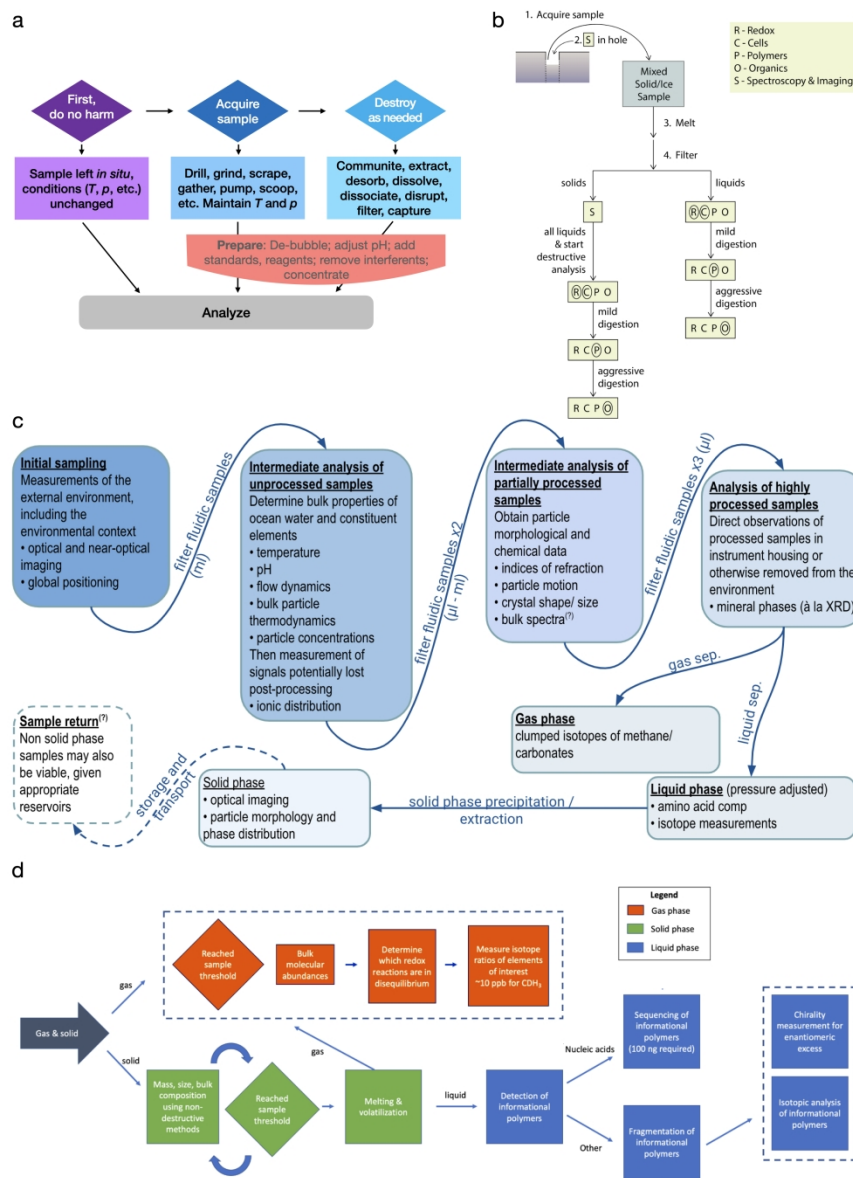 a
First,
do no harm
Acquire
sample
Destroy
as needed
Sample left in situ,
conditions (T, p, etc.)
unchanged
Drill, grind, scrape,
gather, pump, scoop,
etc. Maintain T and p
Communite, extract,
desorb, dissolve,
dissociate, disrupt,
filter, capture
Prepare: De-bubble; adjust pH; add
standards, reagents; remove interferents;
concentrate
Analyze
b
1. Acquire sample
2. S in hole
Mixed
Solid/Ice
Sample
R - Redox
C - Cells
P - Polymers
O - Organics
S - Spectroscopy & Imaging
3. Melt
4. Filter
solids
liquids
S
R C P O
all liquids
& start
destructive
analysis
mild
digestion
R C P O
R C P O
mild
digestion
aggressive
digestion
R C P O
R C P O
aggressive
digestion
R C P O
c
Initial sampling
Measurements of the
external environment,
including the
environmental context
• optical and near-optical
imaging
• global positioning
filter fluidic samples
(ml)
Intermediate analysis of
unprocessed samples
Determine bulk properties of
ocean water and constituent
elements
• temperature
• pH
• flow dynamics
• bulk particle
thermodynamics
• particle concentrations
Then measurement of
signals potentially lost
post-processing
• ionic distribution
filter fluidic samples x2
(µl - ml)
Intermediate analysis of
partially processed
samples
Obtain particle
morphological and
chemical data
• indices of refraction
• particle motion
• crystal shape/ size
• bulk spectra(?)
filter fluidic samples x3 (µl)
Analysis of highly
processed samples
Direct observations of
processed samples in
instrument housing or
otherwise removed from the
environment
• mineral phases (à la XRD)
gas sep.
liquid sep.
Gas phase
clumped isotopes of methane/
carbonates
Liquid phase (pressure adjusted)
• amino acid comp
• isotope measurements
solid phase precipitation /
extraction
Solid phase
• optical imaging
• particle morphology and
phase distribution
storage and
transport
Sample return(?)
Non solid phase
samples may also
be viable, given
appropriate
reservoirs
d
Legend
Gas phase
Solid phase
Liquid phase
Gas & solid
gas
solid
Reached
sample
threshold
Bulk
molecular
abundances
Determine
which redox
reactions are in
disequilibrium
Measure isotope
ratios of elements
of interest
~10 ppb for CDH₃
Mass, size, bulk
composition
using non-
destructive
methods
Reached
sample
threshold
gas
Melting &
volatilization
liquid
Detection of
informational
polymers
Nucleic acids
Other
Sequencing of
informational
polymers
(100 ng required)
Fragmentation of
informational
polymers
Chirality
measurement for
enantiomeric
excess
Isotopic analysis
of informational
polymers